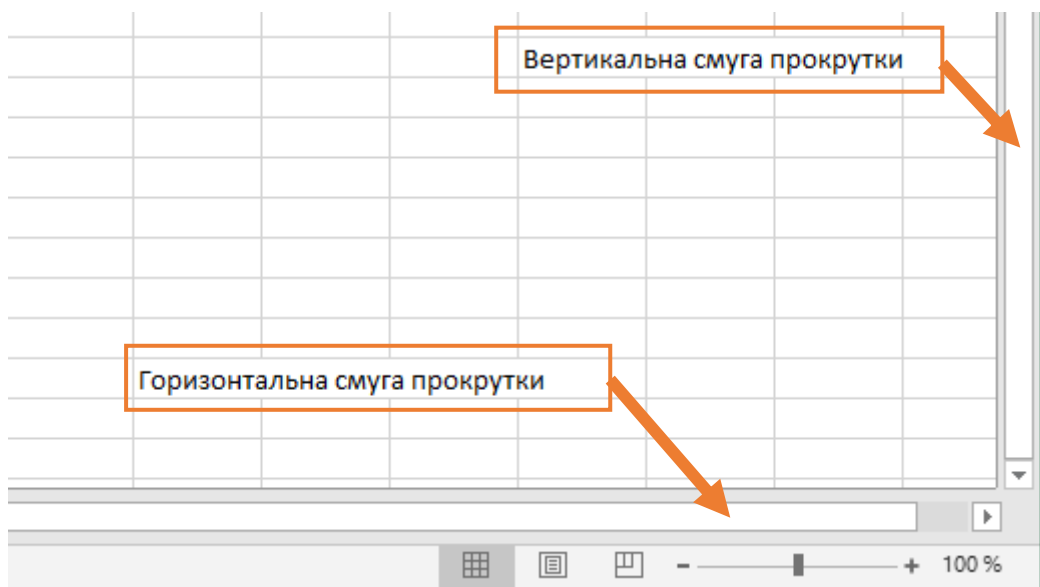 Вертикальна смуга прокрутки
Горизонтальна смуга прокрутки
100 %